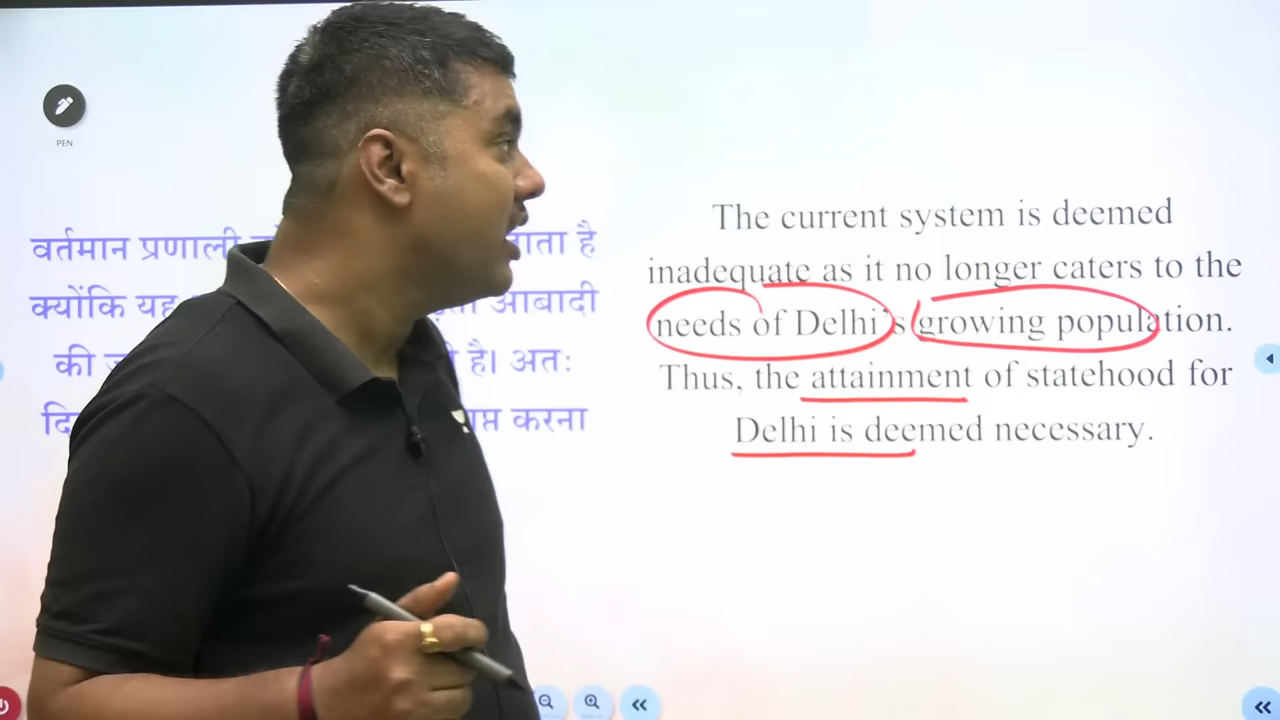 PEN
वर्तमान प्रणाली है
क्योंकि यह आबादी
की है। अतः
करना
The current system is deemed
inadequate as it no longer caters to the
needs of Delhi's growing population.
Thus, the attainment of statehood for
Delhi is deemed necessary.